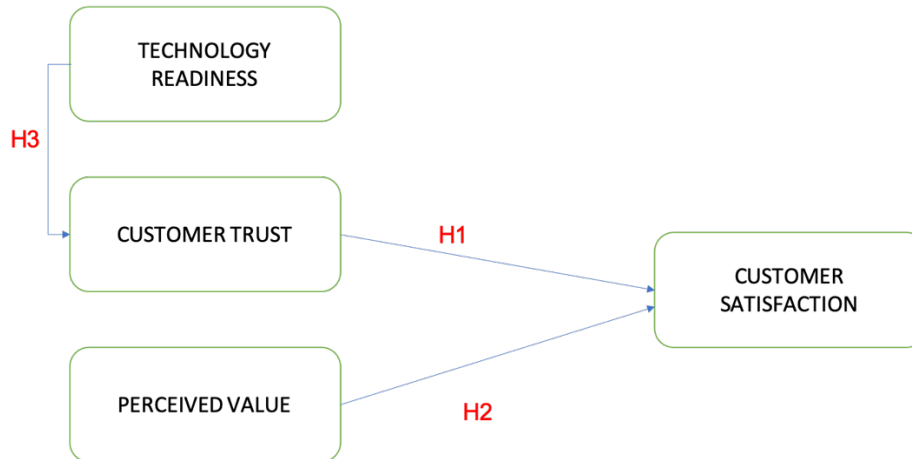 TECHNOLOGY
READINESS
H3
CUSTOMER TRUST
H1
CUSTOMER
SATISFACTION
PERCEIVED VALUE
H2